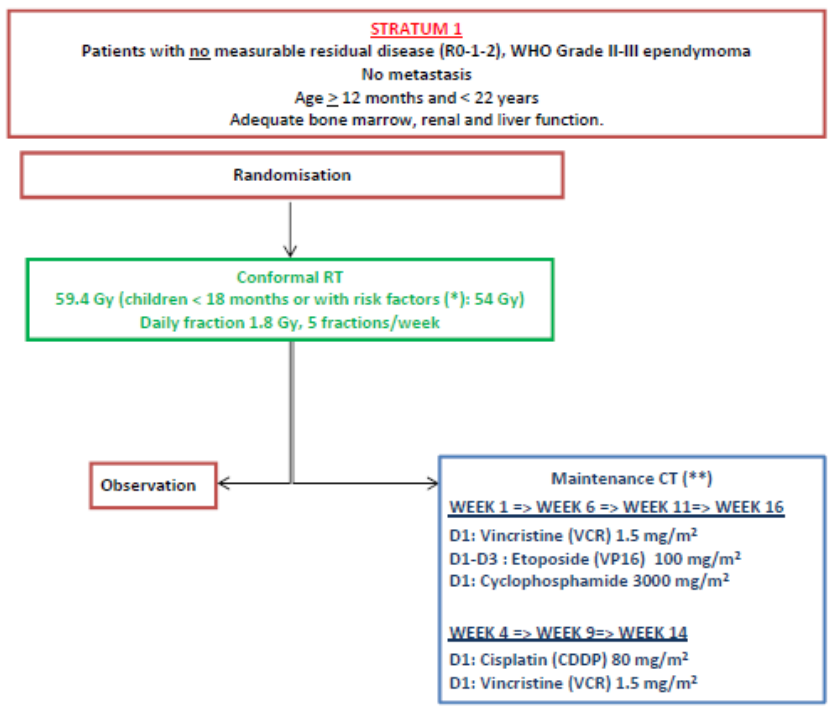 STRATUM 1
Patients with no measurable residual disease (R0-1-2), WHO Grade II-III ependymoma
No metastasis
Age ≥ 12 months and < 22 years
Adequate bone marrow, renal and liver function.
Randomisation
Conformal RT
59.4 Gy (children < 18 months or with risk factors (*): 54 Gy)
Daily fraction 1.8 Gy, 5 fractions/week
Observation
Maintenance CT (**)
WEEK 1 => WEEK 6 => WEEK 11=> WEEK 16
D1: Vincristine (VCR) 1.5 mg/m²
D1-D3 : Etoposide (VP16) 100 mg/m²
D1: Cyclophosphamide 3000 mg/m²
WEEK 4 => WEEK 9=> WEEK 14
D1: Cisplatin (CDDP) 80 mg/m²
D1: Vincristine (VCR) 1.5 mg/m²